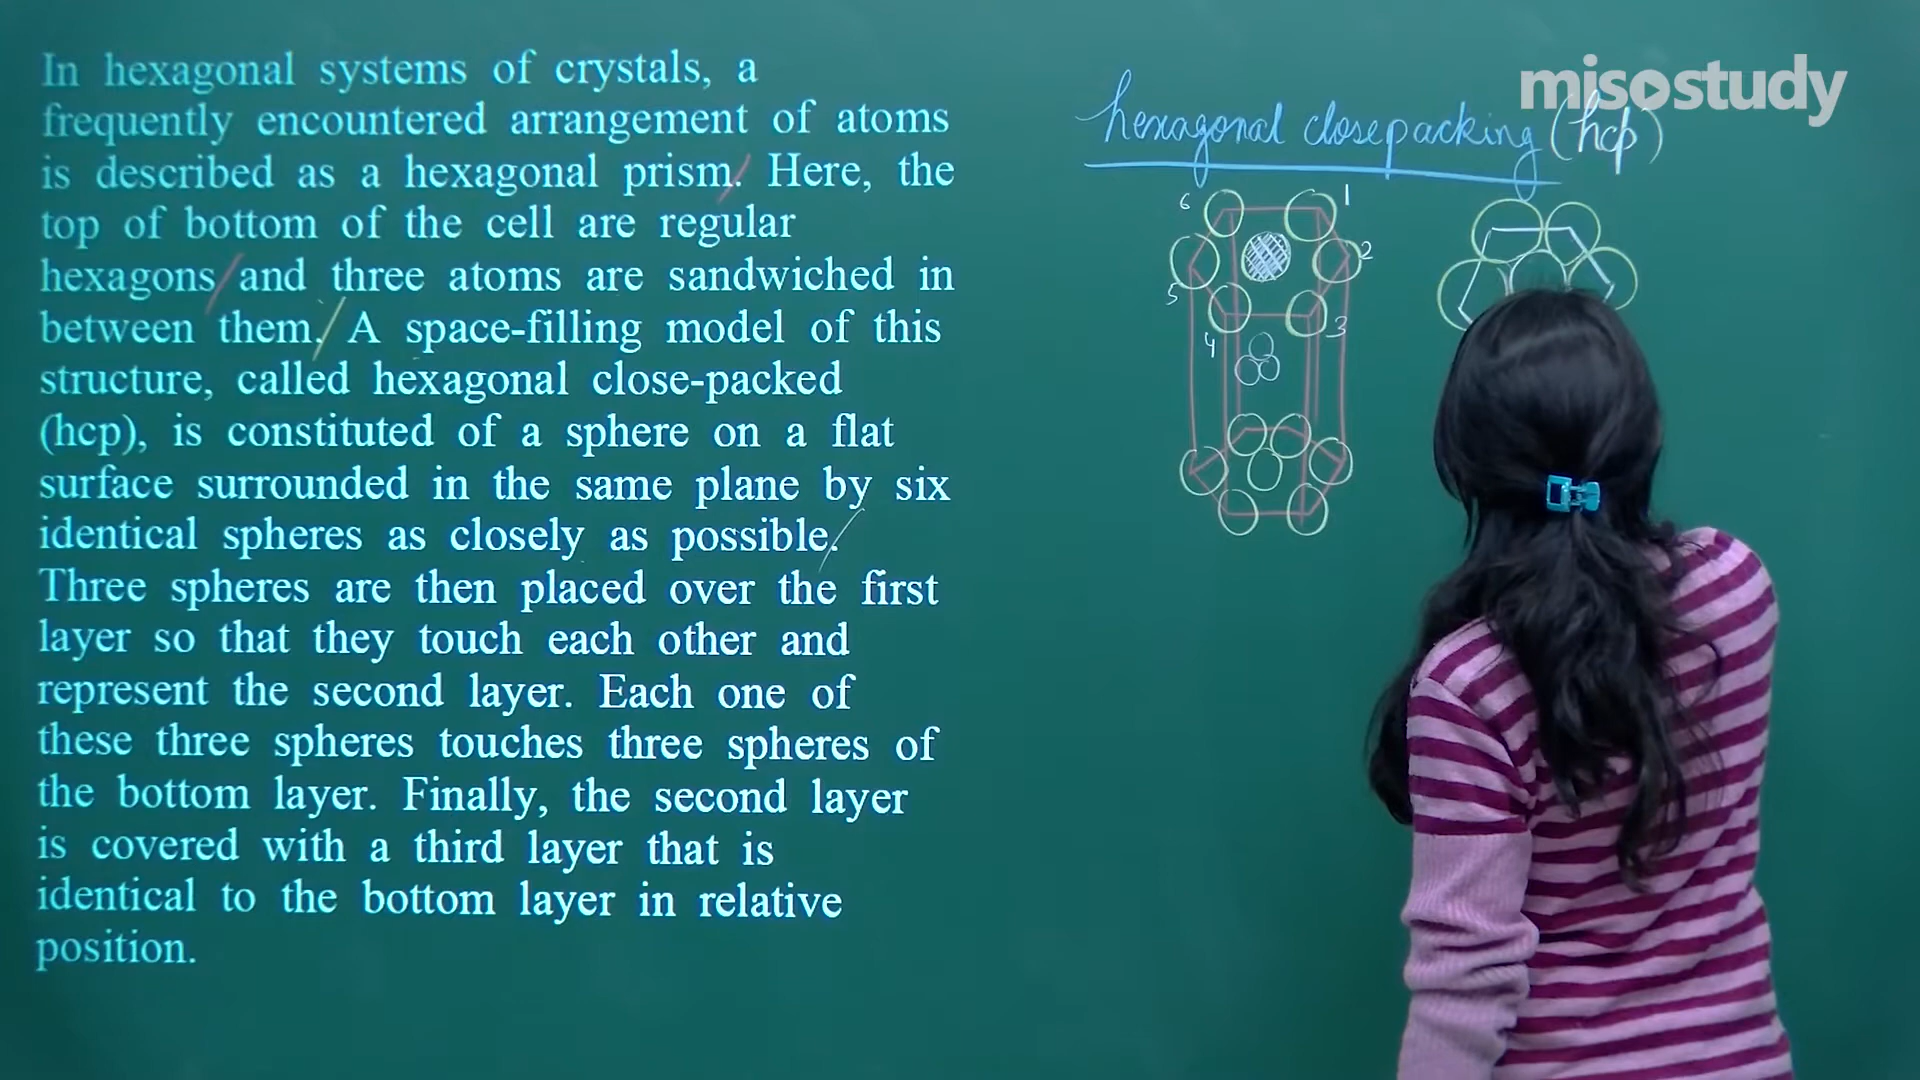 In hexagonal systems of crystals, a
frequently encountered arrangement of atoms
is described as a hexagonal prism. Here, the
top of bottom of the cell are regular
hexagons and three atoms are sandwiched in
between them. A space-filling model of this
structure, called hexagonal close-packed
(hcp), is constituted of a sphere on a flat
surface surrounded in the same plane by six
identical spheres as closely as possible.
Three spheres are then placed over the first
layer so that they touch each other and
represent the second layer. Each one of
these three spheres touches three spheres of
the bottom layer. Finally, the second layer
is covered with a third layer that is
identical to the bottom layer in relative
position.
misostudy
hexagonal closepacking (hcp)
6
1
2
5
3
4